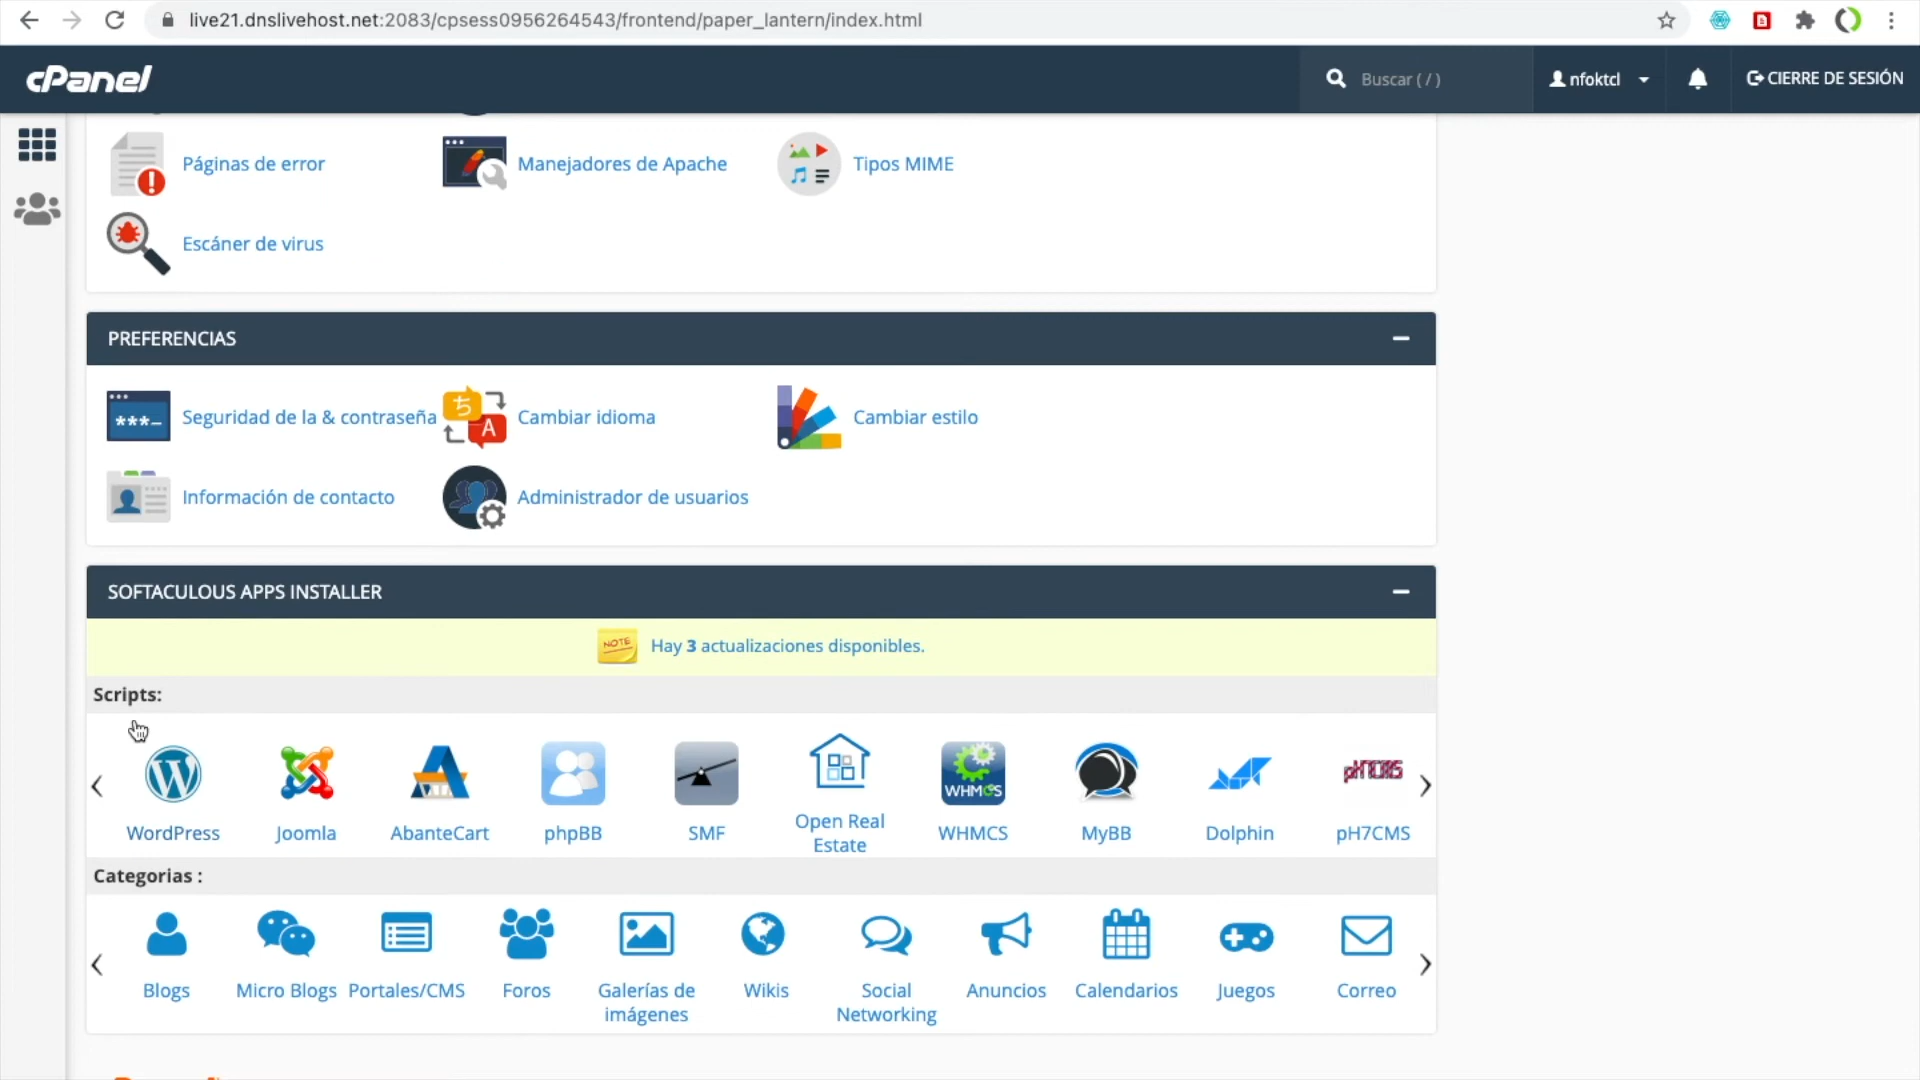 live21.dnslivehost.net:2083/cpsess0956264543/frontend/paper_lantern/index.html
cPanel
Buscar ( / )
nfoktcl
CIERRE DE SESIÓN
Páginas de error
Manejadores de Apache
Tipos MIME
Escáner de virus
PREFERENCIAS
***_
Seguridad de la & contraseña
ち
A
Cambiar idioma
Cambiar estilo
Información de contacto
Administrador de usuarios
SOFTACULOUS APPS INSTALLER
NOTE
Hay 3 actualizaciones disponibles.
Scripts:
WHMCS
pH7CMS
WordPress
Joomla
AbanteCart
phpBB
SMF
Open Real
Estate
WHMCS
MyBB
Dolphin
pH7CMS
Categorias :
Blogs
Micro Blogs
Portales/CMS
Foros
Galerías de
imágenes
Wikis
Social
Networking
Anuncios
Calendarios
Juegos
Correo